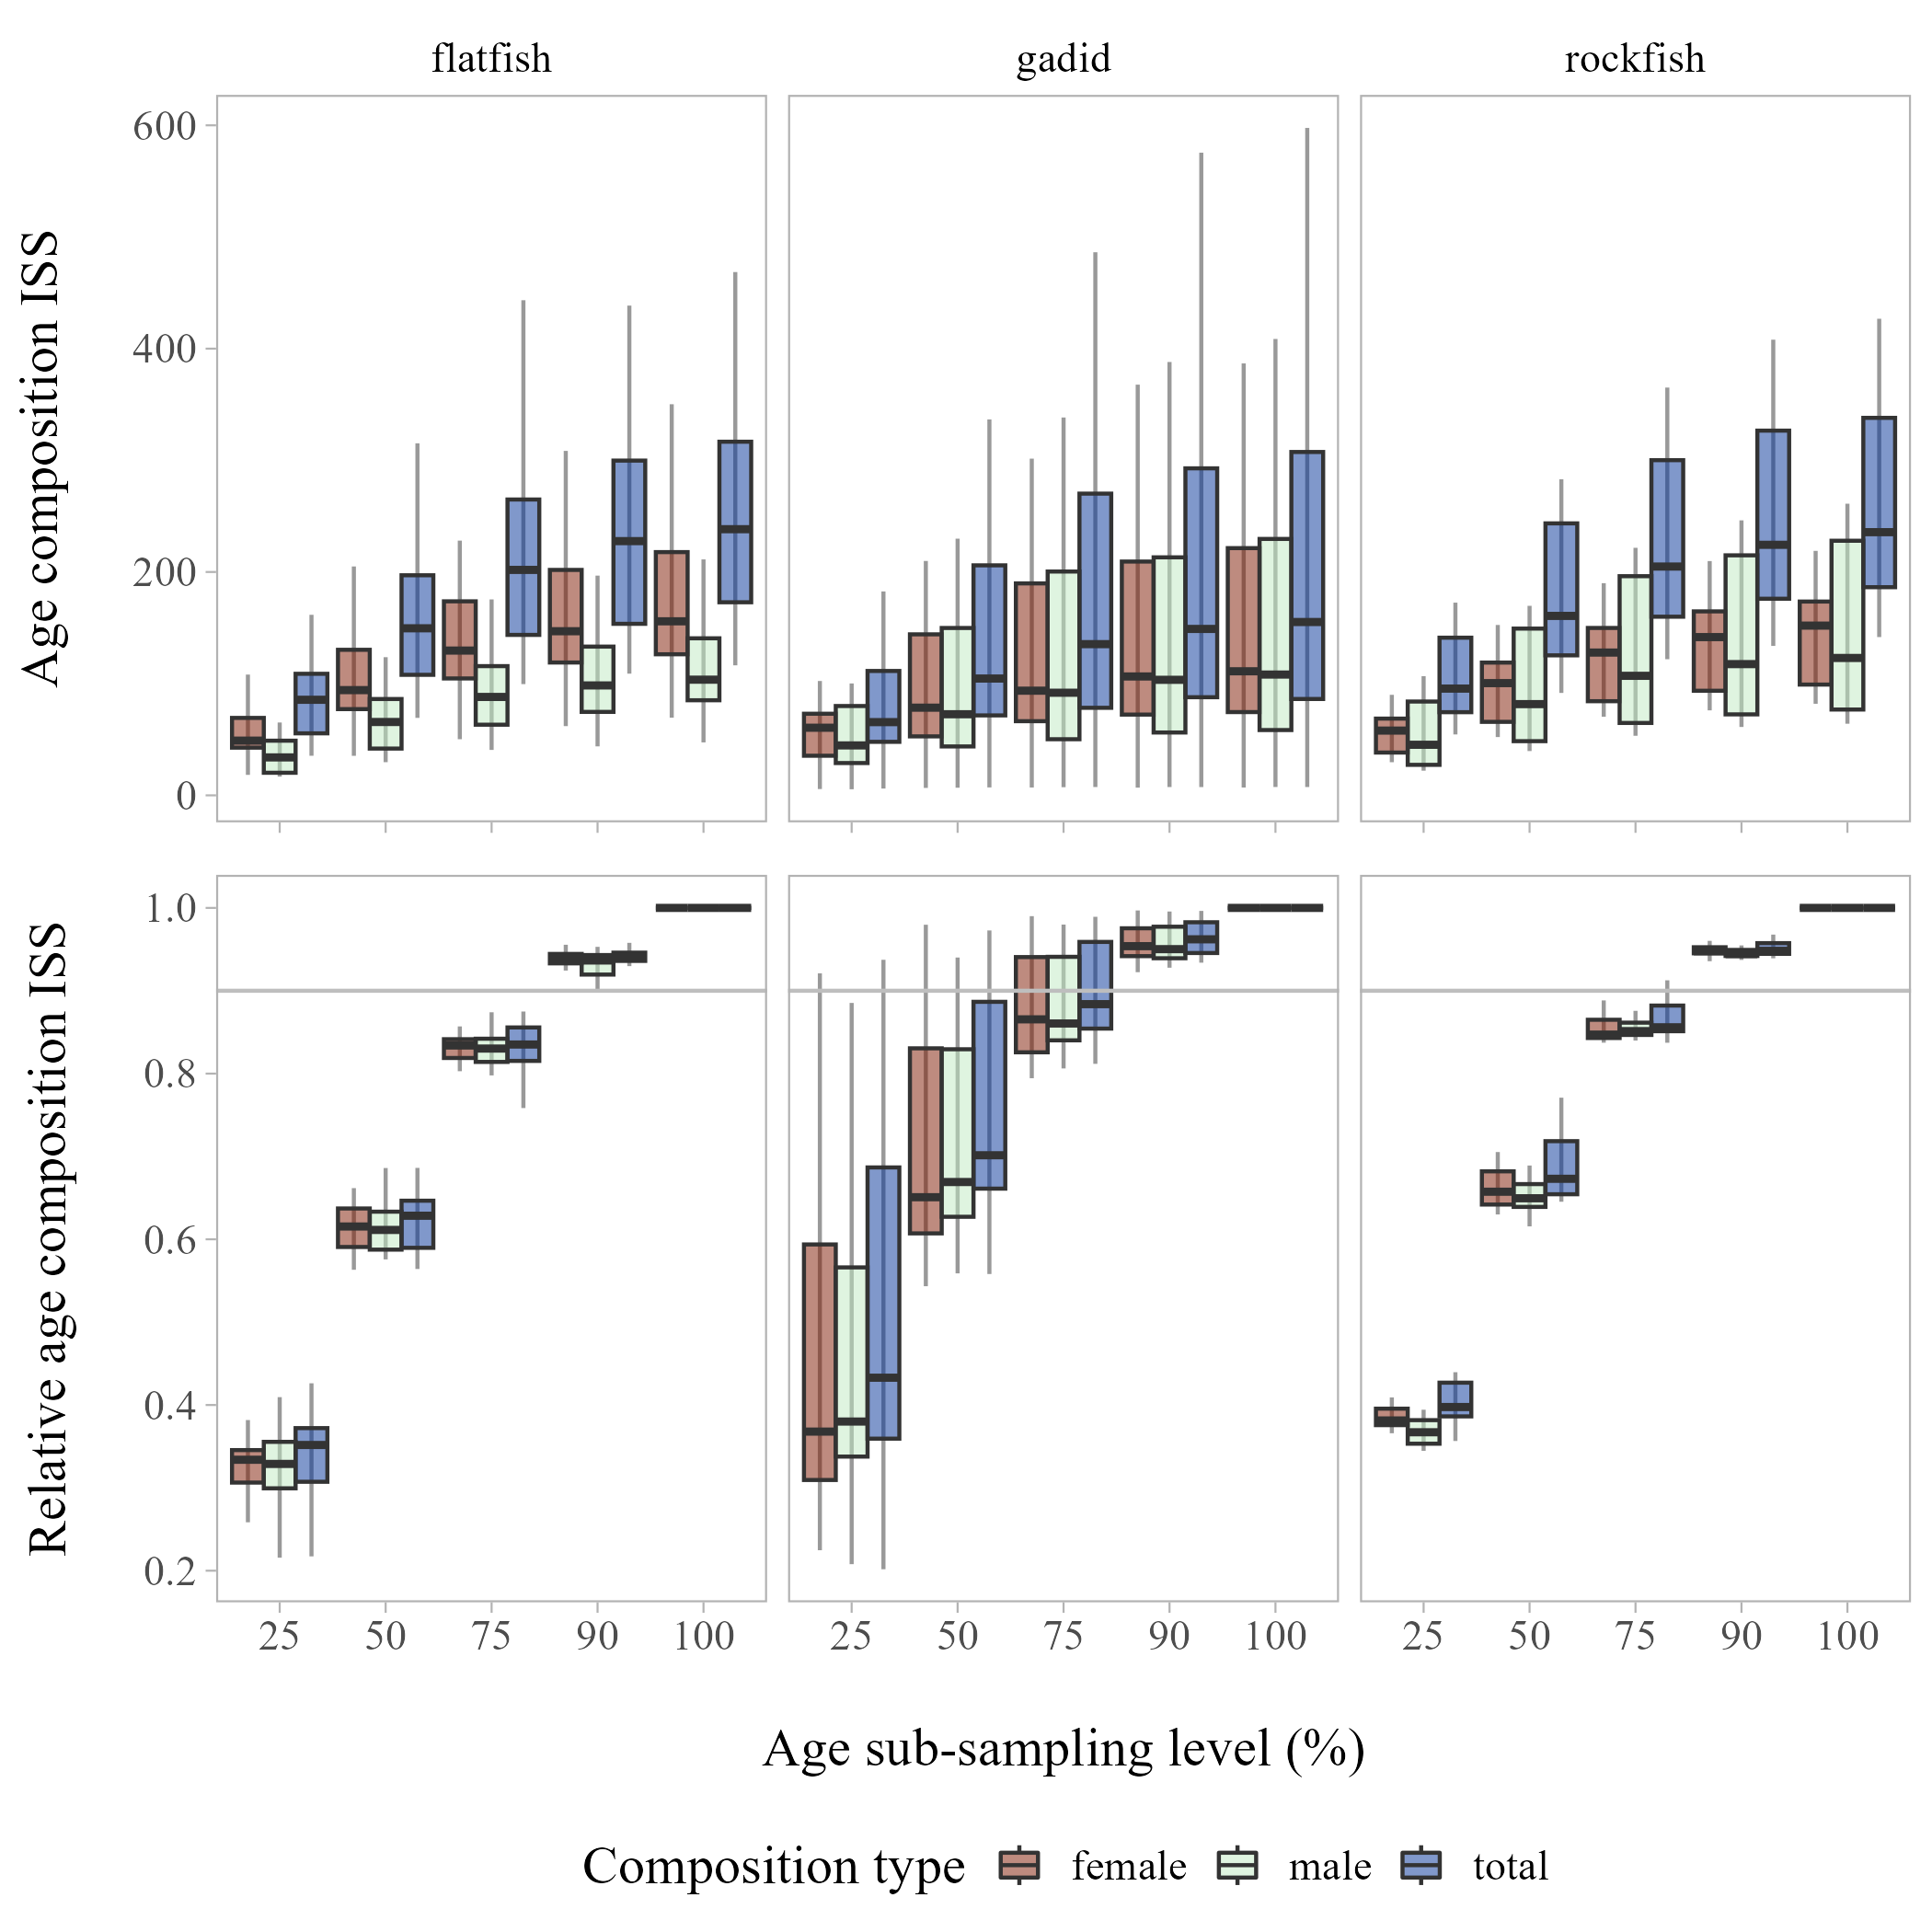 flatfish gadid rockfish
Age composition ISS
600
400
200
0
Relative age composition ISS
1.0
0.8
0.6
0.4
0.2
25 50 75 90 100 25 50 75 90 100 25 50 75 90 100
Age sub-sampling level (%)
Composition type female male total